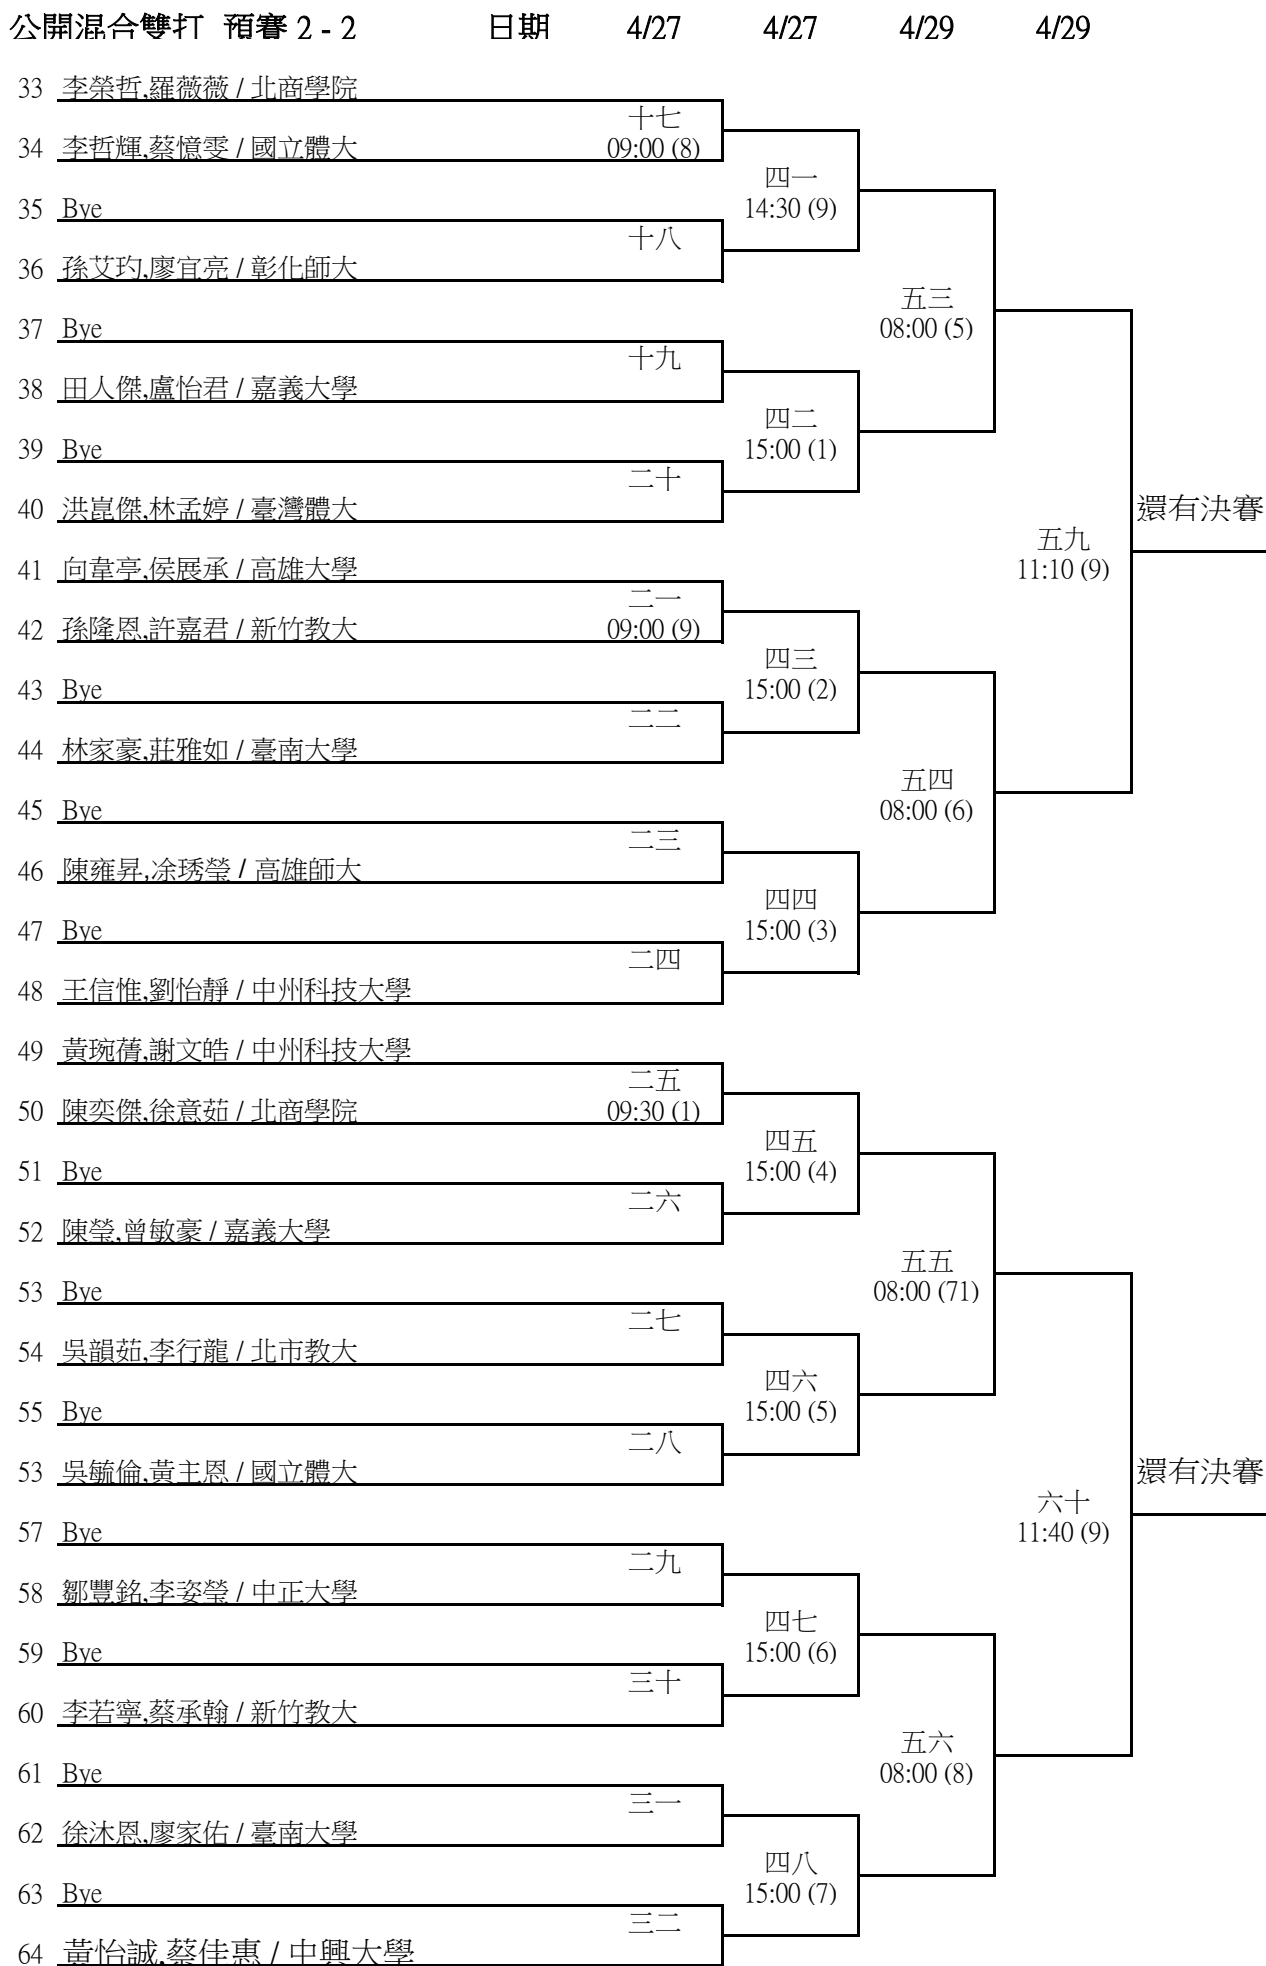 公開混合雙打 預賽 2 - 2 日期 4/27 4/27 4/29 4/29
33 李榮哲,羅薇薇 / 北商學院
十七
34 李哲輝,蔡憶雯 / 國立體大 09:00 (8)
四一
35 Bye 14:30 (9)
十八
36 孫艾玓,廖宜亮 / 彰化師大
五三
37 Bye 08:00 (5)
十九
38 田人傑,盧怡君 / 嘉義大學
四二
39 Bye 15:00 (1)
二十
40 洪崑傑,林孟婷 / 臺灣體大 還有決賽
五九
41 向韋亭,侯展承 / 高雄大學 11:10 (9)
二一
42 孫隆恩,許嘉君 / 新竹教大 09:00 (9)
四三
43 Bye 15:00 (2)
二二
44 林家豪,莊雅如 / 臺南大學
五四
45 Bye 08:00 (6)
二三
46 陳雍昇,凃琇瑩 / 高雄師大
四四
47 Bye 15:00 (3)
二四
48 王信惟,劉怡靜 / 中州科技大學
49 黃琬蒨,謝文皓 / 中州科技大學
二五
50 陳奕傑,徐意茹 / 北商學院 09:30 (1)
四五
51 Bye 15:00 (4)
二六
52 陳瑩,曾敏豪 / 嘉義大學
五五
53 Bye 08:00 (71)
二七
54 吳韻茹,李行龍 / 北市教大
四六
55 Bye 15:00 (5)
二八
53 吳毓倫,黃主恩 / 國立體大 還有決賽
六十
57 Bye 11:40 (9)
二九
58 鄒豐銘,李姿瑩 / 中正大學
四七
59 Bye 15:00 (6)
三十
60 李若寧,蔡承翰 / 新竹教大
五六
61 Bye 08:00 (8)
三一
62 徐沐恩,廖家佑 / 臺南大學
四八
63 Bye 15:00 (7)
三二
64 黃怡誠,蔡佳惠 / 中興大學